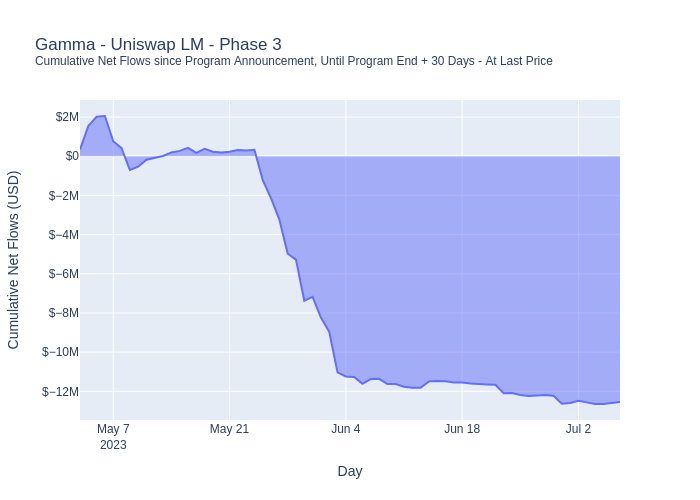 Gamma - Uniswap LM - Phase 3
Cumulative Net Flows since Program Announcement, Until Program End + 30 Days - At Last Price
Cumulative Net Flows (USD)
$2M
$0
$−2M
$−4M
$−6M
$−8M
$−10M
$−12M
May 7
2023
May 21
Jun 4
Jun 18
Jul 2
Day